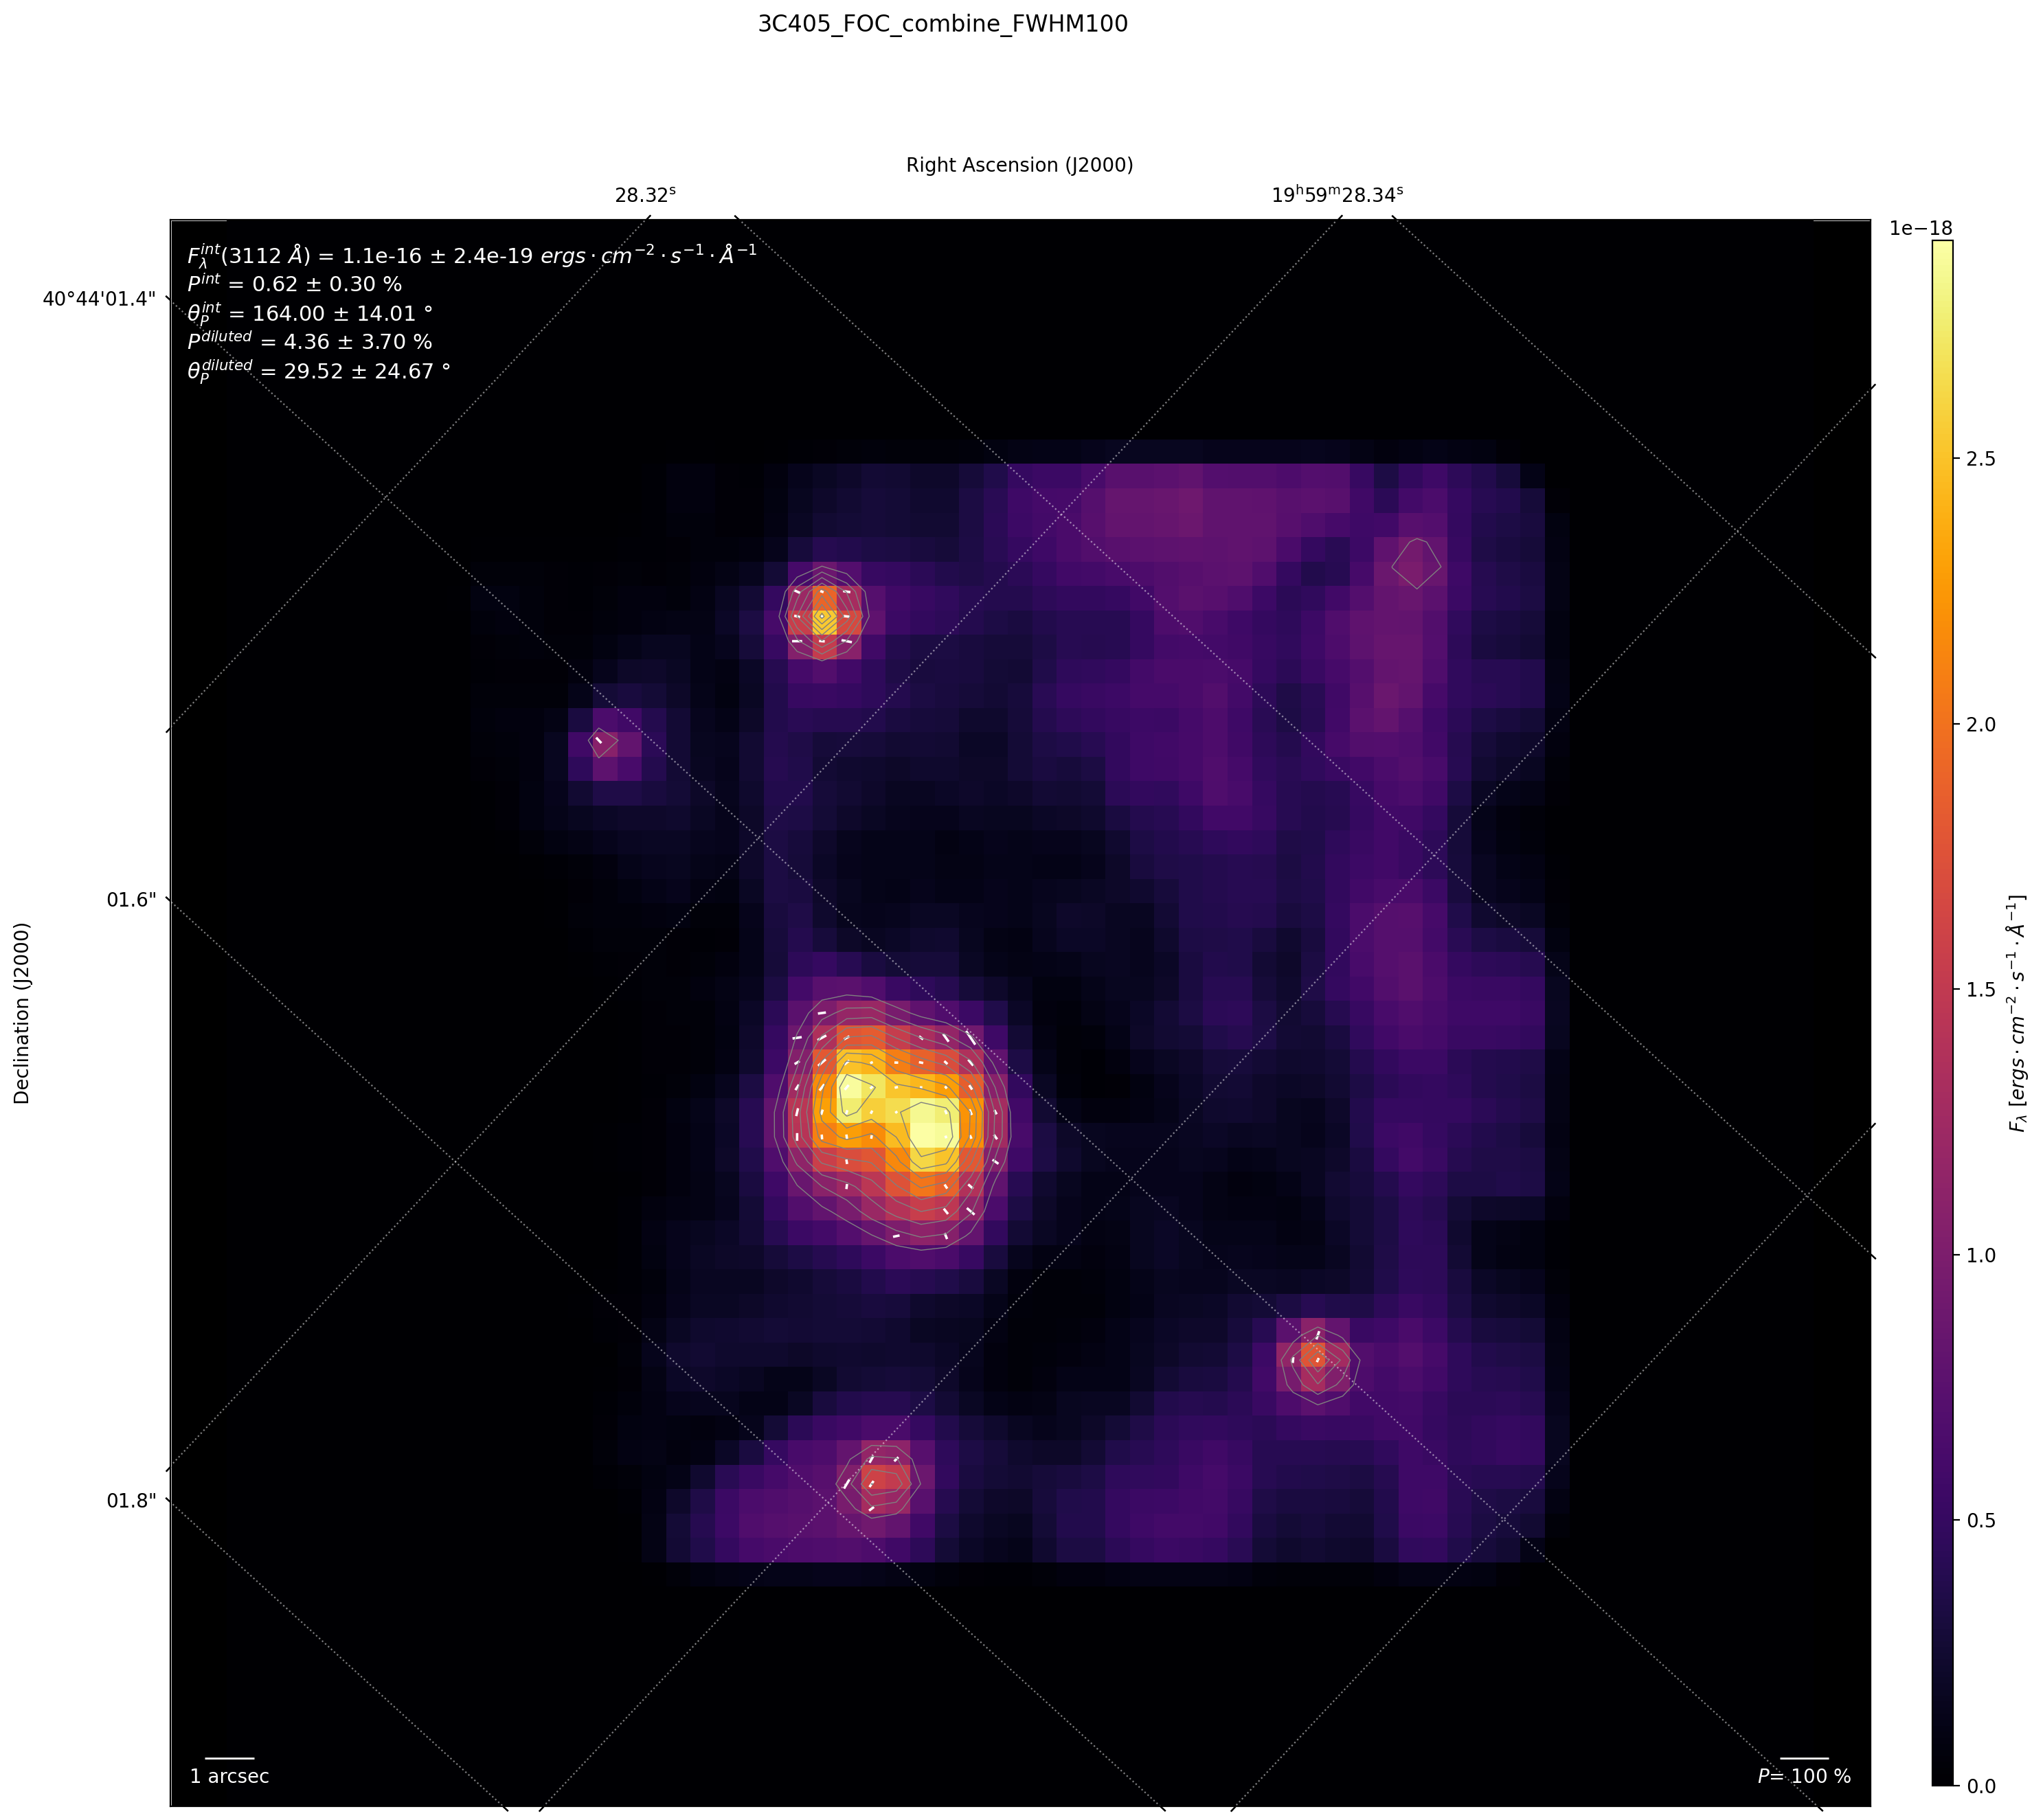 3C405_FOC_combine_FWHM100
Right Ascension (J2000)
28.32ˢ
19ʰ59ᵐ28.34ˢ
1e−18
F_λ^int(3112 Å) = 1.1e-16 ± 2.4e-19 ergs·cm⁻²·s⁻¹·Å⁻¹
P^int = 0.62 ± 0.30 %
θ_P^int = 164.00 ± 14.01 °
P^diluted = 4.36 ± 3.70 %
θ_P^diluted = 29.52 ± 24.67 °
40°44'01.4"
01.6"
01.8"
Declination (J2000)
2.5
2.0
1.5
1.0
0.5
0.0
F_λ [ergs·cm⁻²·s⁻¹·Å⁻¹]
1 arcsec
P= 100 %